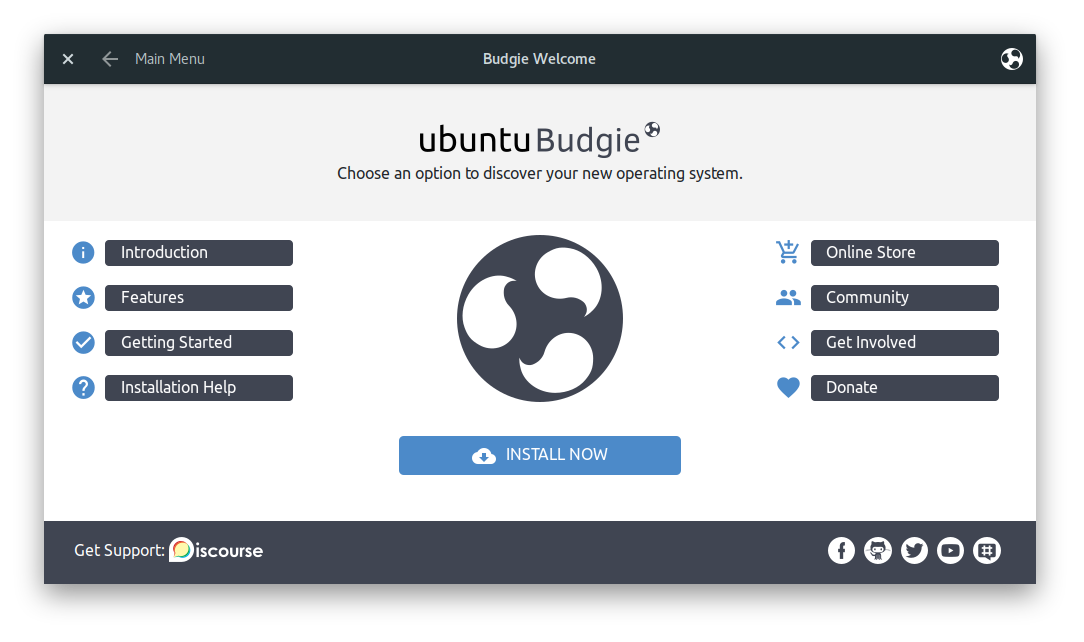 Main Menu
Budgie Welcome
ubuntu Budgie
Choose an option to discover your new operating system.
Introduction
Features
Getting Started
Installation Help
Online Store
Community
Get Involved
Donate
INSTALL NOW
Get Support: Discourse